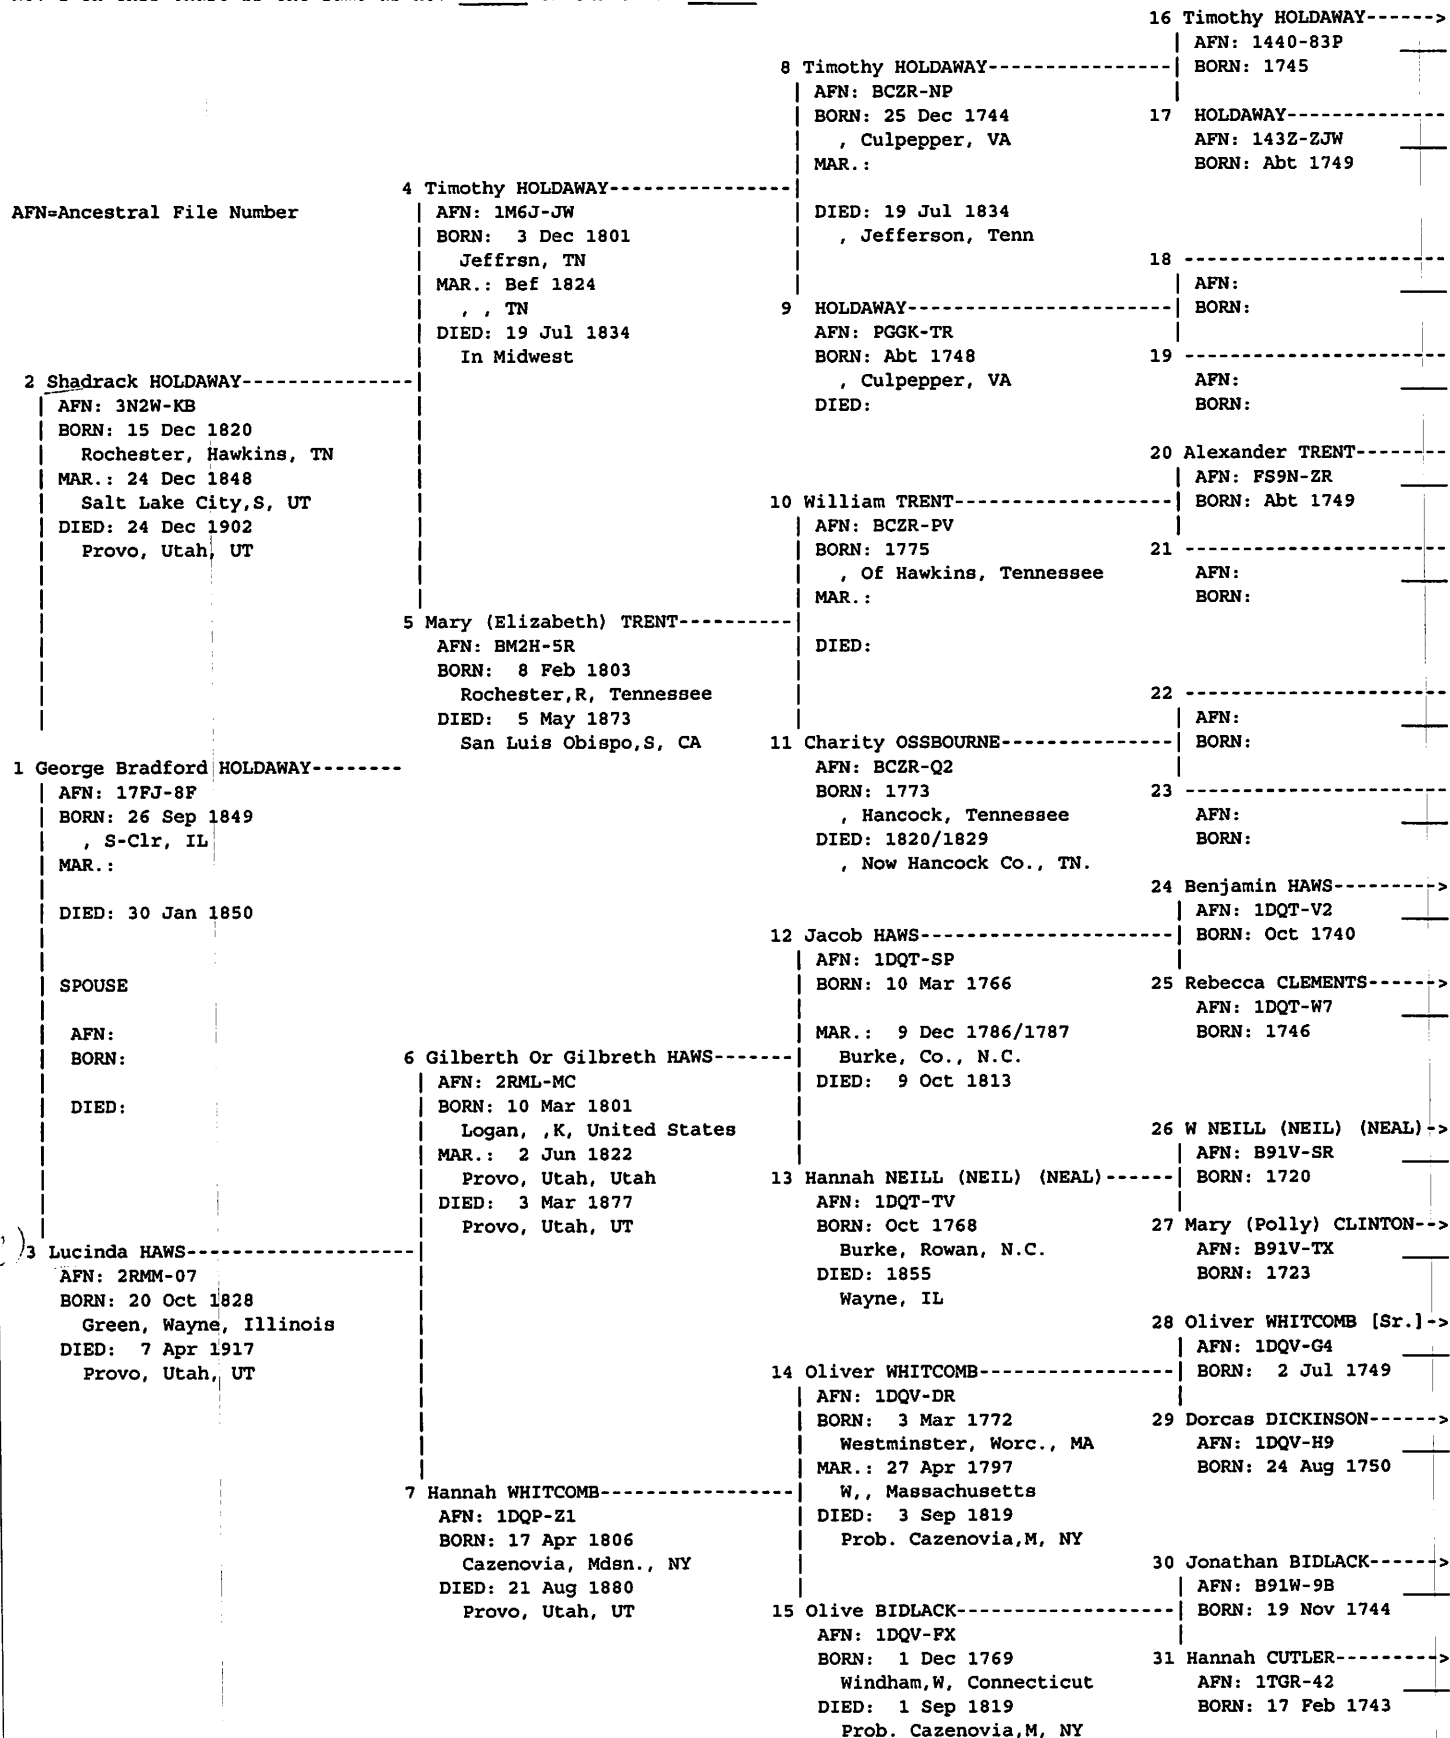 16 Timothy HOLDAWAY------>
AFN: 1440-83P
BORN: 1745
8 Timothy HOLDAWAY---------------
AFN: BCZR-NP
BORN: 25 Dec 1744
, Culpepper, VA
MAR.:
DIED: 19 Jul 1834
, Jefferson, Tenn
17 HOLDAWAY--------------
AFN: 143Z-ZJW
BORN: Abt 1749
4 Timothy HOLDAWAY---------------
AFN=Ancestral File Number
AFN: 1M6J-JW
BORN: 3 Dec 1801
Jeffrsn, TN
MAR.: Bef 1824
, , TN
DIED: 19 Jul 1834
In Midwest
18 ---------------------
AFN:
BORN:
9 HOLDAWAY----------------------
AFN: PGGK-TR
BORN: Abt 1748
, Culpepper, VA
DIED:
19 ---------------------
AFN:
BORN:
2 Shadrack HOLDAWAY--------------
AFN: 3N2W-KB
BORN: 15 Dec 1820
Rochester, Hawkins, TN
MAR.: 24 Dec 1848
Salt Lake City,S, UT
DIED: 24 Dec 1902
Provo, Utah, UT
20 Alexander TRENT-------
AFN: FS9N-ZR
BORN: Abt 1749
10 William TRENT------------------
AFN: BCZR-PV
BORN: 1775
, Of Hawkins, Tennessee
MAR.:
DIED:
21 ---------------------
AFN:
BORN:
5 Mary (Elizabeth) TRENT---------
AFN: BM2H-5R
BORN: 8 Feb 1803
Rochester,R, Tennessee
DIED: 5 May 1873
San Luis Obispo,S, CA
22 ---------------------
AFN:
BORN:
11 Charity OSSBOURNE--------------
AFN: BCZR-Q2
BORN: 1773
, Hancock, Tennessee
DIED: 1820/1829
, Now Hancock Co., TN.
23 ---------------------
AFN:
BORN:
1 George Bradford HOLDAWAY--------
AFN: 17FJ-8F
BORN: 26 Sep 1849
, S-Clr, IL
MAR.:
DIED: 30 Jan 1850
SPOUSE
AFN:
BORN:
DIED:
24 Benjamin HAWS--------->
AFN: 1DQT-V2
BORN: Oct 1740
12 Jacob HAWS---------------------
AFN: 1DQT-SP
BORN: 10 Mar 1766
MAR.: 9 Dec 1786/1787
Burke, Co., N.C.
DIED: 9 Oct 1813
25 Rebecca CLEMENTS------>
AFN: 1DQT-W7
BORN: 1746
6 Gilberth Or Gilbreth HAWS-------
AFN: 2RML-MC
BORN: 10 Mar 1801
Logan, ,K, United States
MAR.: 2 Jun 1822
Provo, Utah, Utah
DIED: 3 Mar 1877
Provo, Utah, UT
26 W NEILL (NEIL) (NEAL)->
AFN: B91V-SR
BORN: 1720
13 Hannah NEILL (NEIL) (NEAL)------
AFN: 1DQT-TV
BORN: Oct 1768
Burke, Rowan, N.C.
DIED: 1855
Wayne, IL
27 Mary (Polly) CLINTON-->
AFN: B91V-TX
BORN: 1723
3 Lucinda HAWS-------------------
AFN: 2RMM-07
BORN: 20 Oct 1828
Green, Wayne, Illinois
DIED: 7 Apr 1917
Provo, Utah, UT
28 Oliver WHITCOMB [Sr.]->
AFN: 1DQV-G4
BORN: 2 Jul 1749
14 Oliver WHITCOMB----------------
AFN: 1DQV-DR
BORN: 3 Mar 1772
Westminster, Worc., MA
MAR.: 27 Apr 1797
W,, Massachusetts
DIED: 3 Sep 1819
Prob. Cazenovia,M, NY
29 Dorcas DICKINSON------>
AFN: 1DQV-H9
BORN: 24 Aug 1750
7 Hannah WHITCOMB----------------
AFN: 1DQP-Z1
BORN: 17 Apr 1806
Cazenovia, Mdsn., NY
DIED: 21 Aug 1880
Provo, Utah, UT
30 Jonathan BIDLACK------>
AFN: B91W-9B
BORN: 19 Nov 1744
15 Olive BIDLACK------------------
AFN: 1DQV-FX
BORN: 1 Dec 1769
Windham,W, Connecticut
DIED: 1 Sep 1819
Prob. Cazenovia,M, NY
31 Hannah CUTLER--------->
AFN: 1TGR-42
BORN: 17 Feb 1743